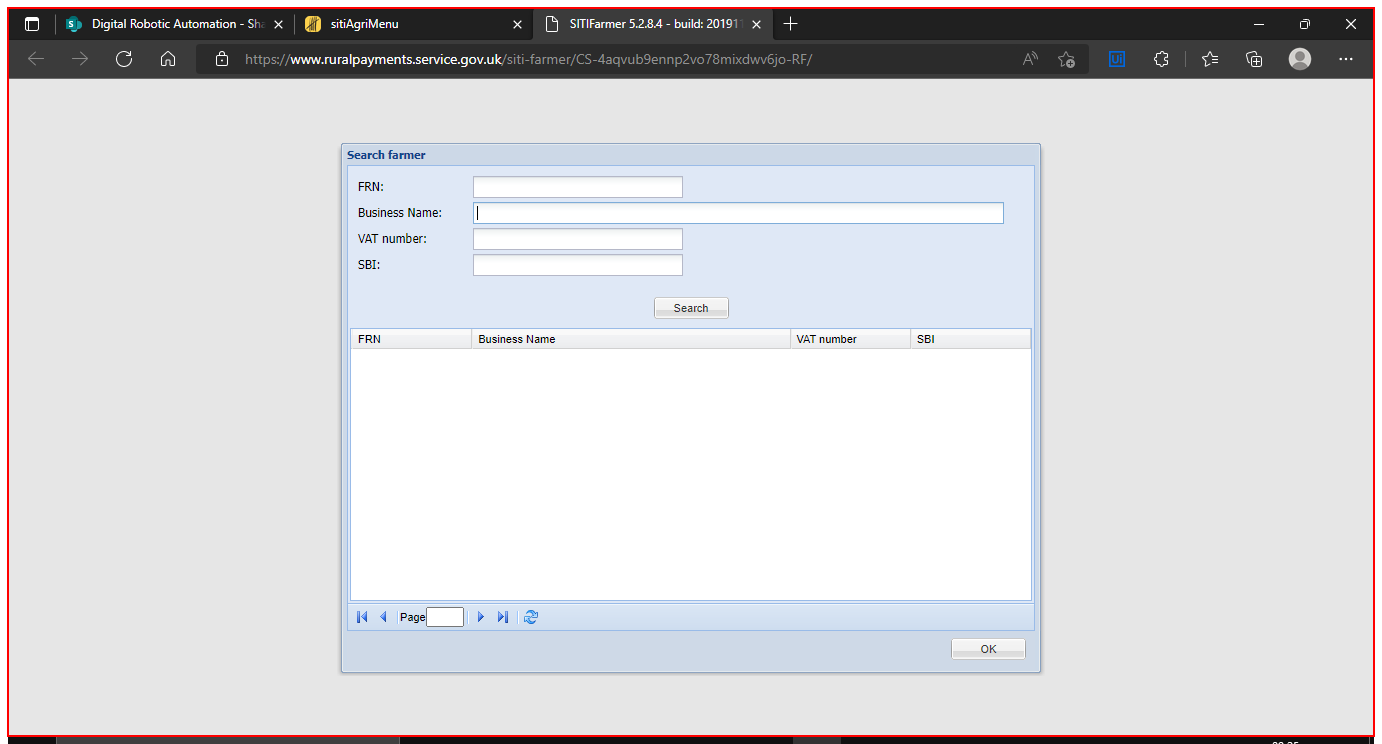 Digital Robotic Automation - Sha
sitiAgriMenu
SITIFarmer 5.2.8.4 - build: 20191
https://www.ruralpayments.service.gov.uk/siti-farmer/CS-4aqvub9ennp2vo78mixdwv6jo-RF/
Search farmer
FRN:
Business Name:
VAT number:
SBI:
Search
FRN Business Name VAT number SBI
Page
OK